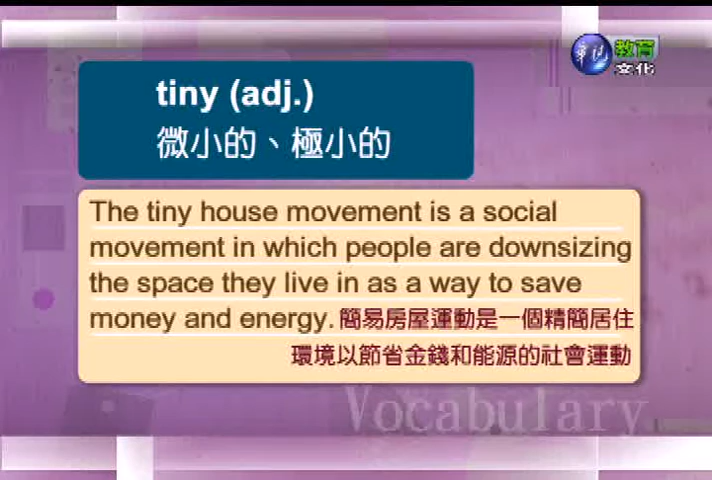 華視
教育
文化
tiny (adj.)
微小的、極小的
The tiny house movement is a social
movement in which people are downsizing
the space they live in as a way to save
money and energy. 簡易房屋運動是一個精簡居住
環境以節省金錢和能源的社會運動
Vocabulary